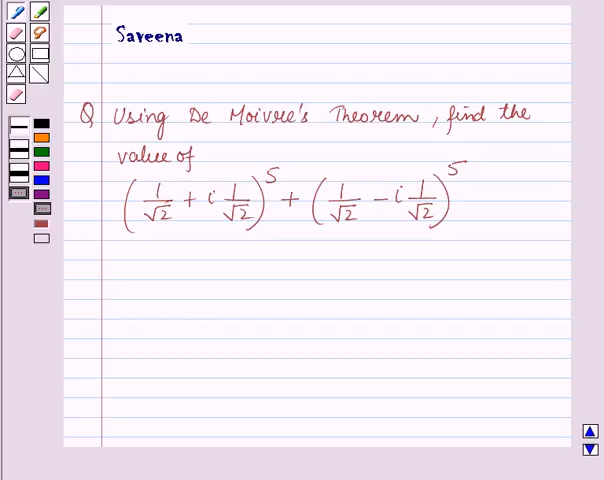 Saveena
Q Using De Moivre's Theorem, find the
value of
(1/√2 + i 1/√2)^5 + (1/√2 - i 1/√2)^5